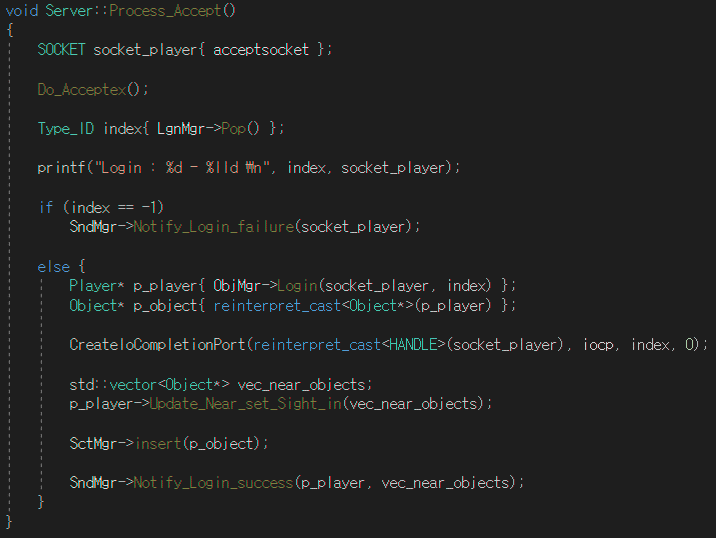 void Server::Process_Accept()
{
SOCKET socket_player{ acceptsocket };
Do_Acceptex();
Type_ID index{ LgnMgr->Pop() };
printf("Login : %d - %lld ₩n", index, socket_player);
if (index == -1)
SndMgr->Notify_Login_failure(socket_player);
else {
Player* p_player{ ObjMgr->Login(socket_player, index) };
Object* p_object{ reinterpret_cast<Object*>(p_player) };
CreateIoCompletionPort(reinterpret_cast<HANDLE>(socket_player), iocp, index, 0);
std::vector<Object*> vec_near_objects;
p_player->Update_Near_set_Sight_in(vec_near_objects);
SctMgr->insert(p_object);
SndMgr->Notify_Login_success(p_player, vec_near_objects);
}
}